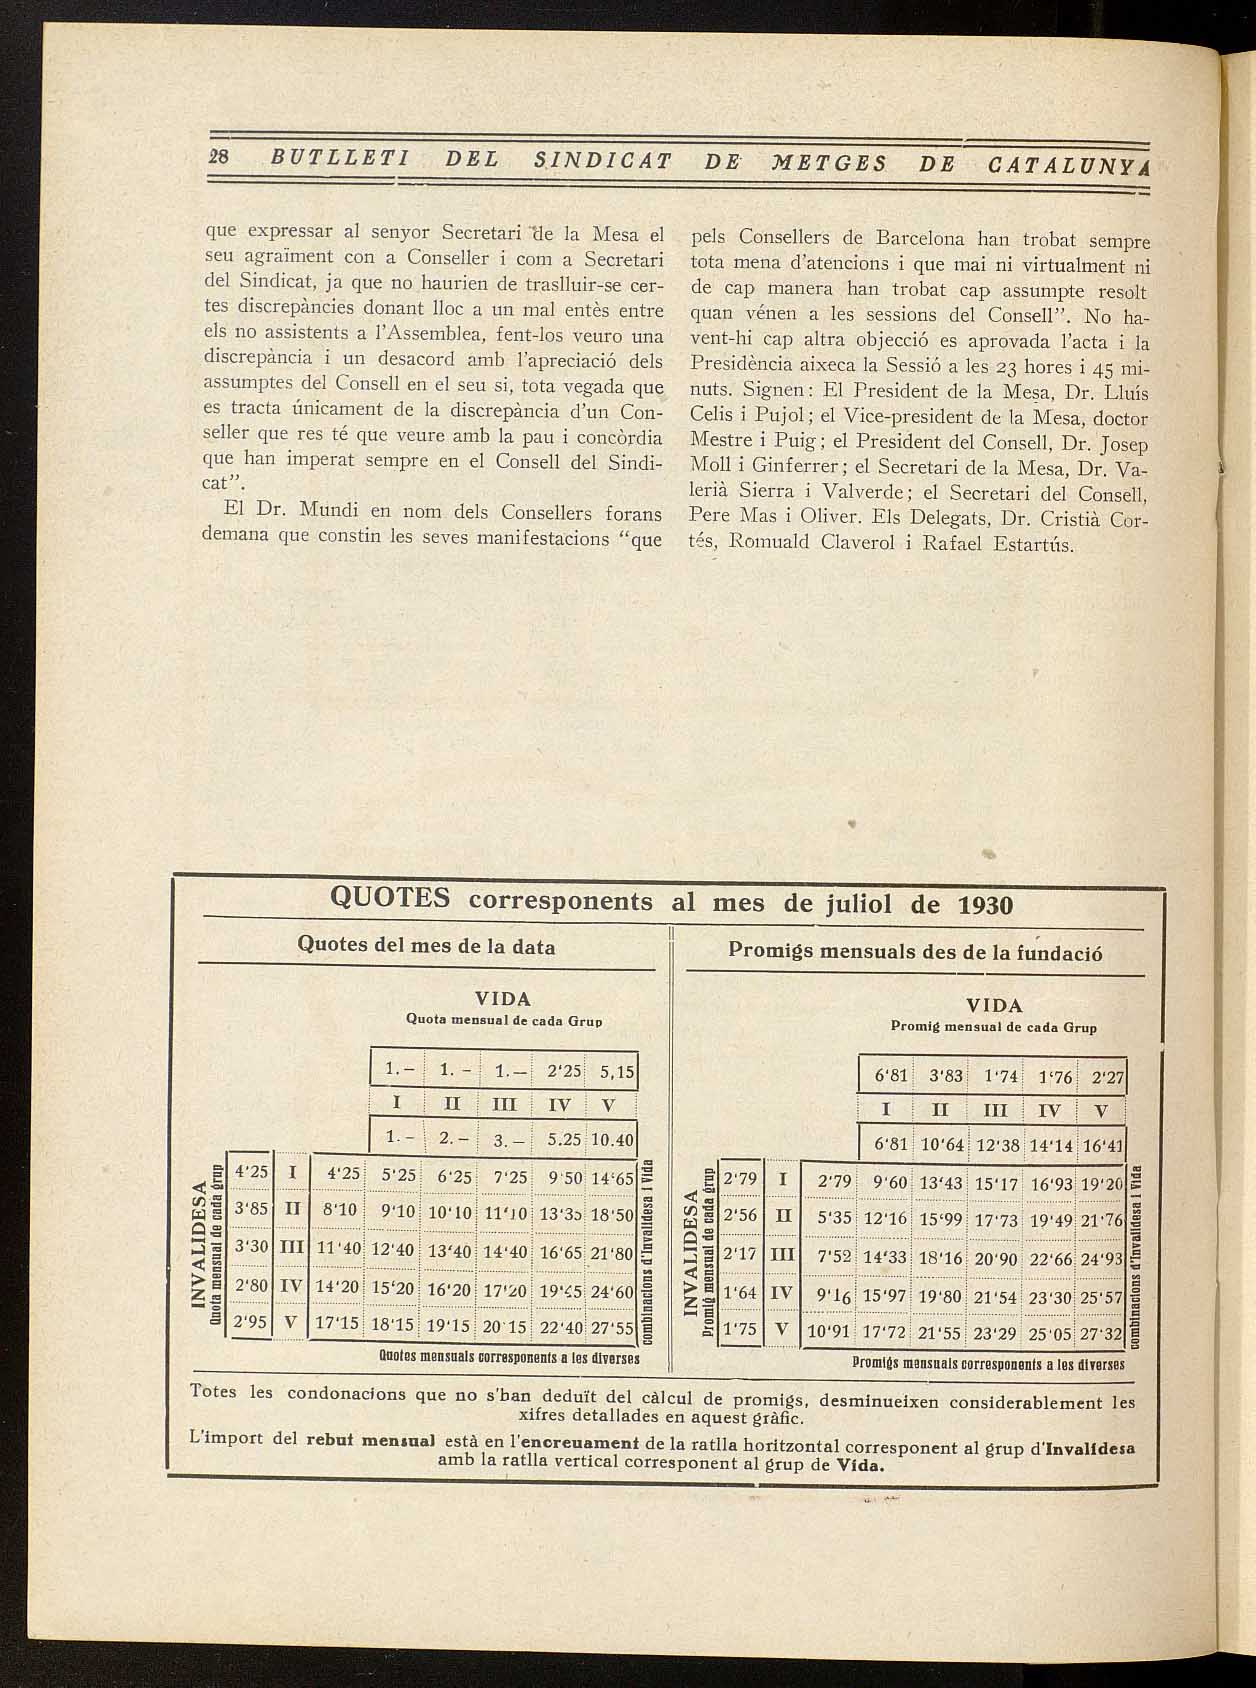 28 BUTLLETI DEL SINDICAT DE METGES DE CATALUNYA
que expressar al senyor Secretari de la Mesa el
seu agraïment con a Conseller i com a Secretari
del Sindicat, ja que no haurien de traslluir-se cer-
tes discrepàncies donant lloc a un mal entès entre
els no assistents a l'Assemblea, fent-los veuro una
discrepància i un desacord amb l'apreciació dels
assumptes del Consell en el seu si, tota vegada que
es tracta únicament de la discrepància d'un Con-
seller que res té que veure amb la pau i concòrdia
que han imperat sempre en el Consell del Sindi-
cat".
El Dr. Mundi en nom dels Consellers forans
demana que constin les seves manifestacions "que
pels Consellers de Barcelona han trobat sempre
tota mena d'atencions i que mai ni virtualment ni
de cap manera han trobat cap assumpte resolt
quan vénen a les sessions del Consell". No ha-
vent-hi cap altra objecció es aprovada l'acta i la
Presidència aixeca la Sessió a les 23 hores i 45 mi-
nuts. Signen: El President de la Mesa, Dr. Lluís
Celis i Pujol; el Vice-president de la Mesa, doctor
Mestre i Puig; el President del Consell, Dr. Josep
Moll i Ginferrer; el Secretari de la Mesa, Dr. Va-
lerià Sierra i Valverde; el Secretari del Consell,
Pere Mas i Oliver. Els Delegats, Dr. Cristià Cor-
tés, Romuald Claverol i Rafael Estartús.
QUOTES corresponents al mes de juliol de 1930
Quotes del mes de la data
VIDA
Quota mensual de cada Grup
1.– 1. – 1.– 2'25 5,15
I II III IV V
1. – 2. – 3. – 5.25 10.40
INVALIDESA
Quota mensual de cada grup
4'25 I 4'25 5'25 6'25 7'25 9 50 14'65
3'85 II 8'10 9'10 10'10 11'10 13'35 18'50
3'30 III 11'40 12'40 13'40 14'40 16'65 21'80
2'80 IV 14'20 15'20 16'20 17'20 19'45 24'60
2'95 V 17'15 18'15 19'15 20'15 22'40 27'55
combinacions d'Invalidesa i Vida
Quotes mensuals corresponents a les diverses
Promigs mensuals des de la fundació
VIDA
Promig mensual de cada Grup
6'81 3'83 1'74 1'76 2'27
I II III IV V
6'81 10'64 12'38 14'14 16'41
INVALIDESA
Promig mensual de cada grup
2'79 I 2'79 9'60 13'43 15'17 16'93 19'20
2'56 II 5'35 12'16 15'99 17'73 19'49 21'76
2'17 III 7'52 14'33 18'16 20'90 22'66 24'93
1'64 IV 9'16 15'97 19'80 21'54 23'30 25'57
1'75 V 10'91 17'72 21'55 23'29 25'05 27'32
combinacions d'Invalidesa i Vida
Promigs mensuals corresponents a les diverses
Totes les condonacions que no s'han deduït del càlcul de promigs, desminueixen considerablement les
xifres detallades en aquest gràfic.
L'import del rebut mensual està en l'encreuament de la ratlla horitzontal corresponent al grup d'Invalidesa
amb la ratlla vertical corresponent al grup de Vida.